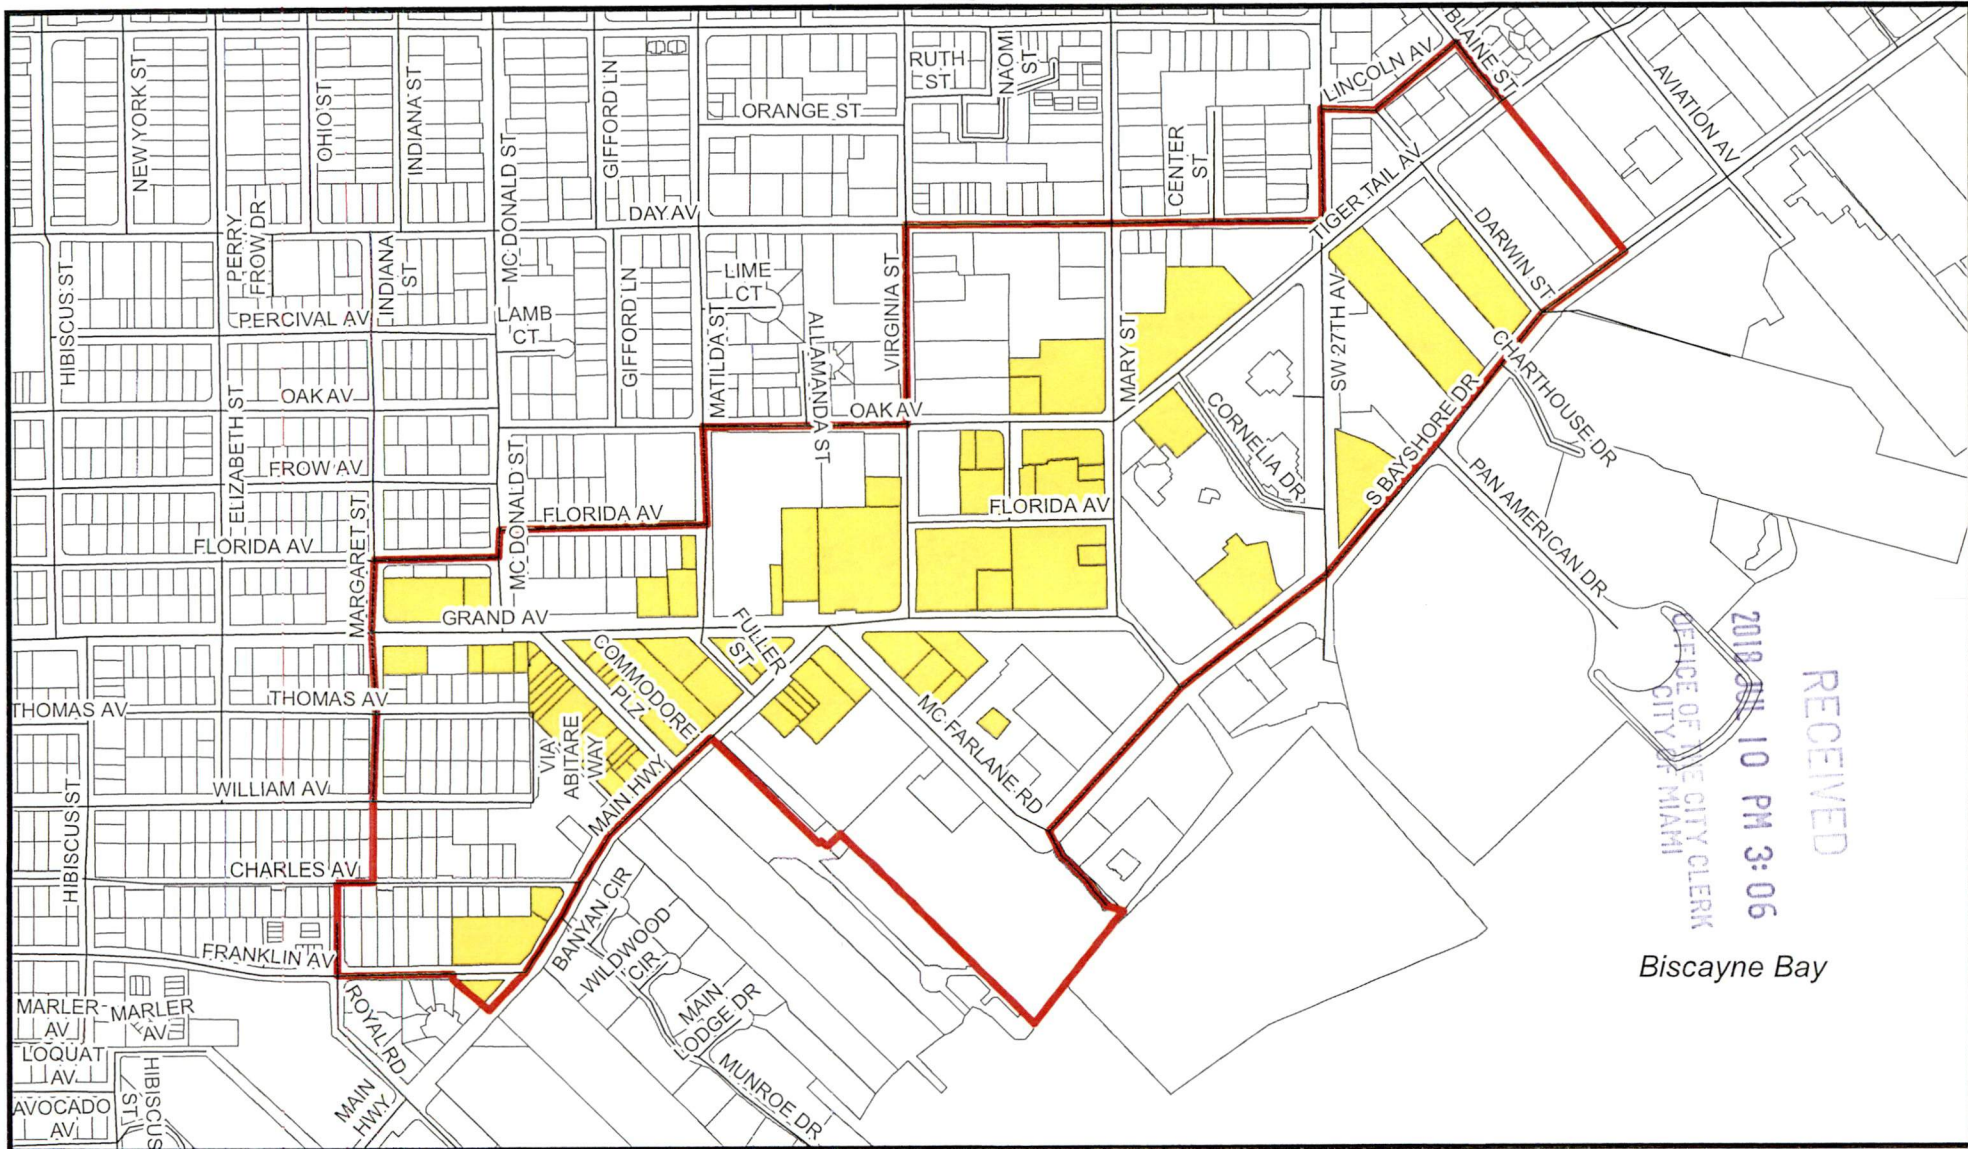 BLAINE ST
LINCOLN AV
AVIATION AV
NEW YORK ST
OHIO ST
INDIANA ST
MC DONALD ST
GIFFORD LN
ORANGE ST
RUTH
ST
NAOMI
ST
CENTER
ST
TIGER TAIL AV
DAY AV
PERRY
FROW DR
HIBISCUS ST
INDIANA
ST
MC DONALD ST
PERCIVAL AV
LAMB
CT
GIFFORD LN
LIME
CT
MATILDA ST
ALLAMANDA ST
VIRGINIA ST
MARY ST
SW 27TH AV
DARWIN ST
CHARTHOUSE DR
S BAYSHORE DR
CORNELIA DR
PAN AMERICAN DR
OAK AV
OAK AV
ELIZABETH ST
FROW AV
MC DONALD ST
FLORIDA AV
FLORIDA AV
FLORIDA AV
MARGARET ST
GRAND AV
COMMODORE
PLZ
FULLER
ST
THOMAS AV
THOMAS AV
VIA
ABITARE
WAY
MAIN HWY
MC FARLANE RD
WILLIAM AV
HIBISCUS ST
CHARLES AV
FRANKLIN AV
BANYAN CIR
WILDWOOD
CIR
MAIN
LODGE DR
MUNROE DR
ROYAL RD
MAIN
HWY
MARLER
AV
MARLER
AV
LOQUAT
AV
AVOCADO
AV
HIBISCUS
ST
Biscayne Bay
RECEIVED
2018 JUL 10 PM 3:06
OFFICE OF THE CITY CLERK
CITY OF MIAMI